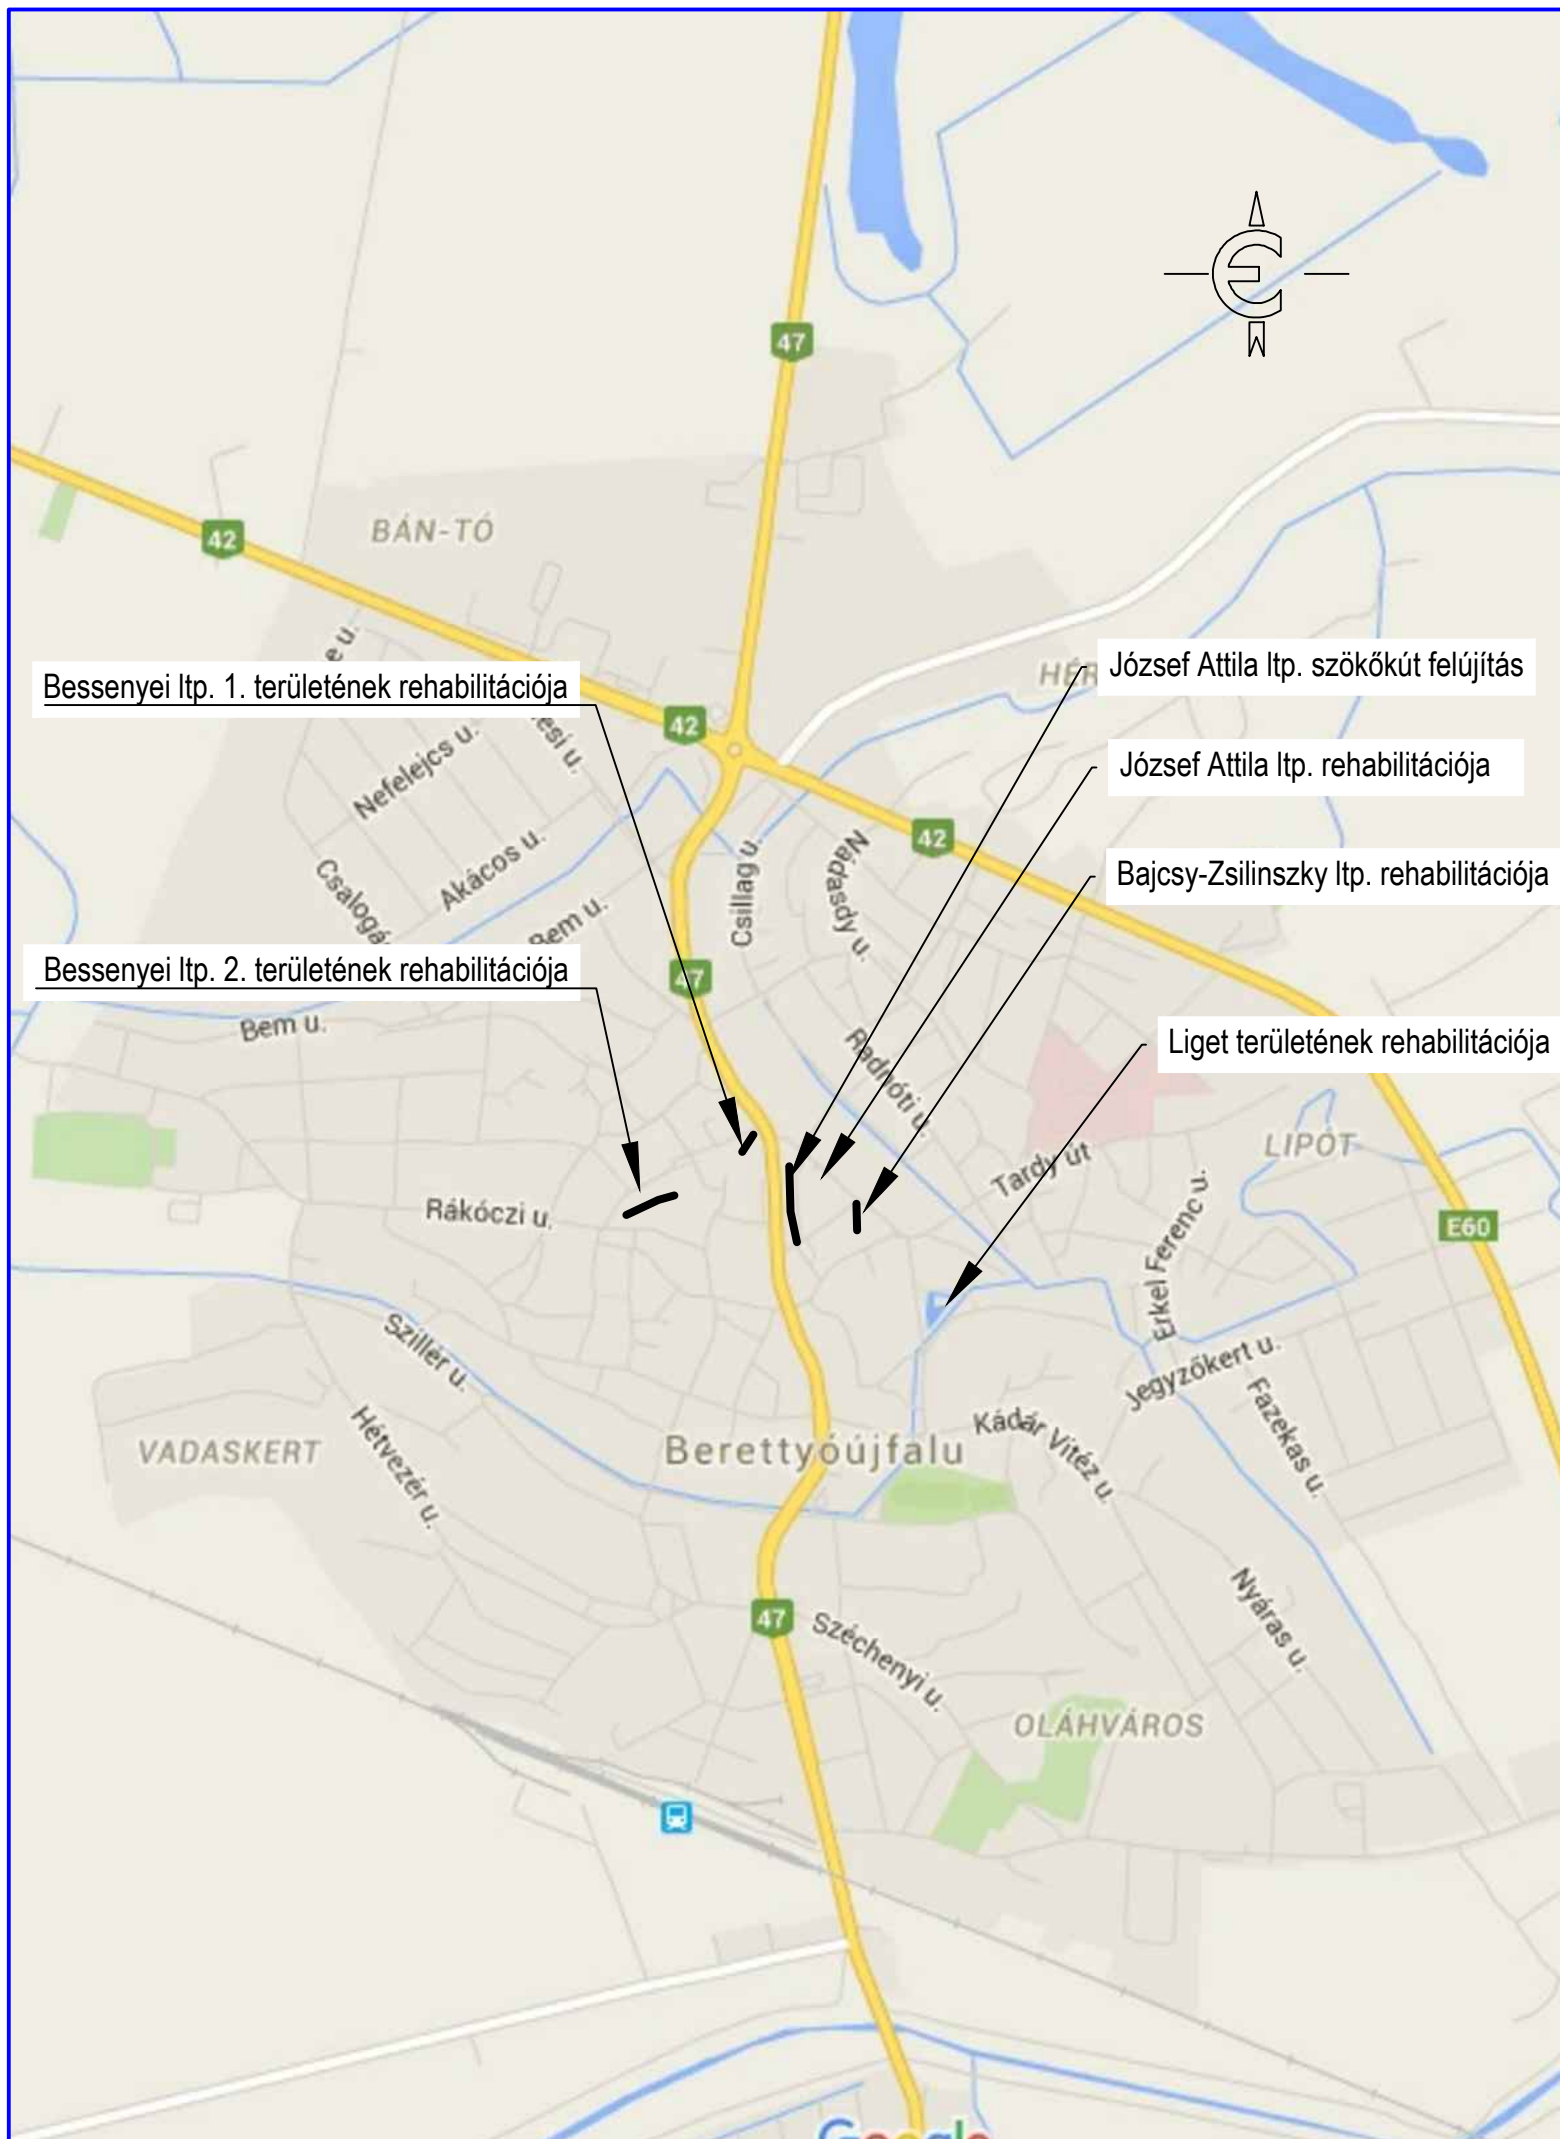 47
42
BÁN-TÓ
József Attila ltp. szökőkút felújítás
HÉR
Bessenyei ltp. 1. területének rehabilitációja
42
Nefelejcs u.
József Attila ltp. rehabilitációja
42
Akácos u.
Nádasdy u.
Csillag u.
Bajcsy-Zsilinszky ltp. rehabilitációja
Bem u.
Bessenyei ltp. 2. területének rehabilitációja
47
Bem u.
Radnóti u.
Liget területének rehabilitációja
LIPÓT
Tardy út
Rákóczi u.
Erkel Ferenc u.
E60
Szillér u.
Jegyzőkert u.
Fazekas u.
Hétvezér u.
Kádár Vitéz u.
VADASKERT
Berettyóújfalu
Nyáras u.
47
Széchenyi u.
OLÁHVÁROS
Google